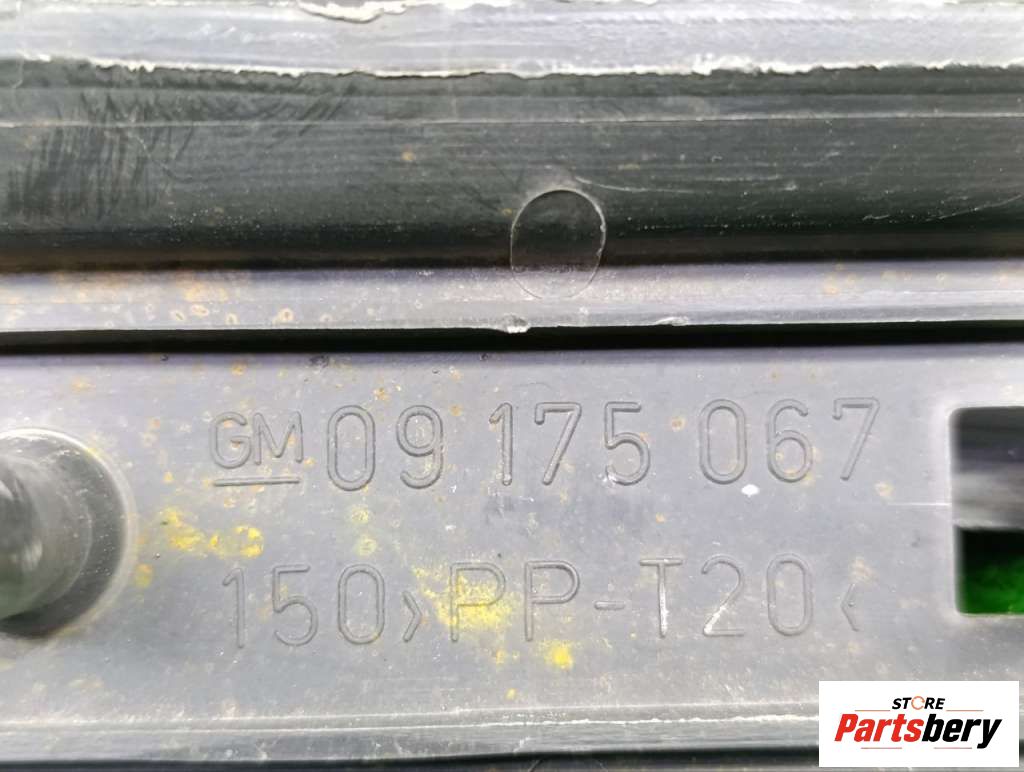 GM 09 175 067
150 >PP-T20<
STORE
Partsbery